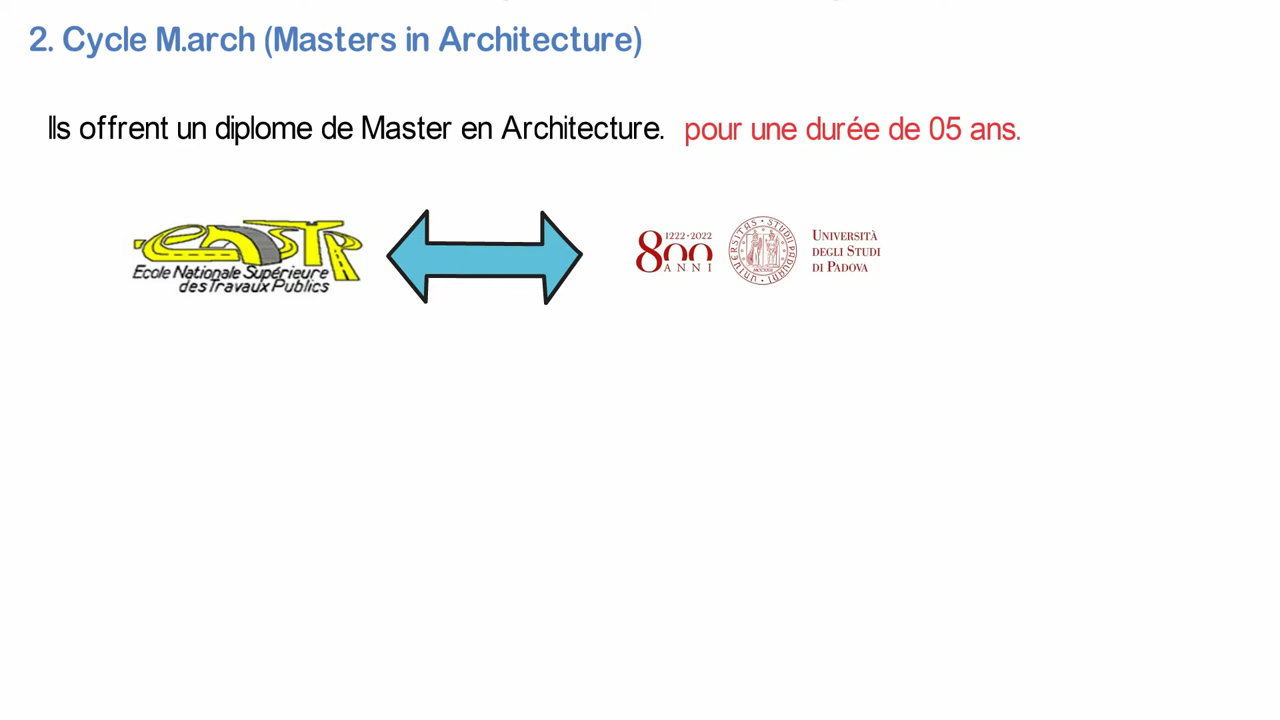 2. Cycle M.arch (Masters in Architecture)
Ils offrent un diplome de Master en Architecture. pour une durée de 05 ans.
enstp
Ecole Nationale Supérieure
des Travaux Publics
1222•2022
800
ANNI
UNIVERSITÀ
DEGLI STUDI
DI PADOVA